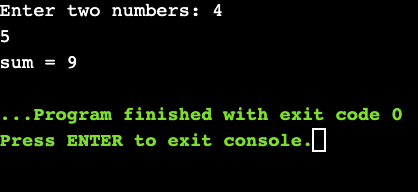 Enter two numbers: 4
5
sum = 9
...Program finished with exit code 0
Press ENTER to exit console.